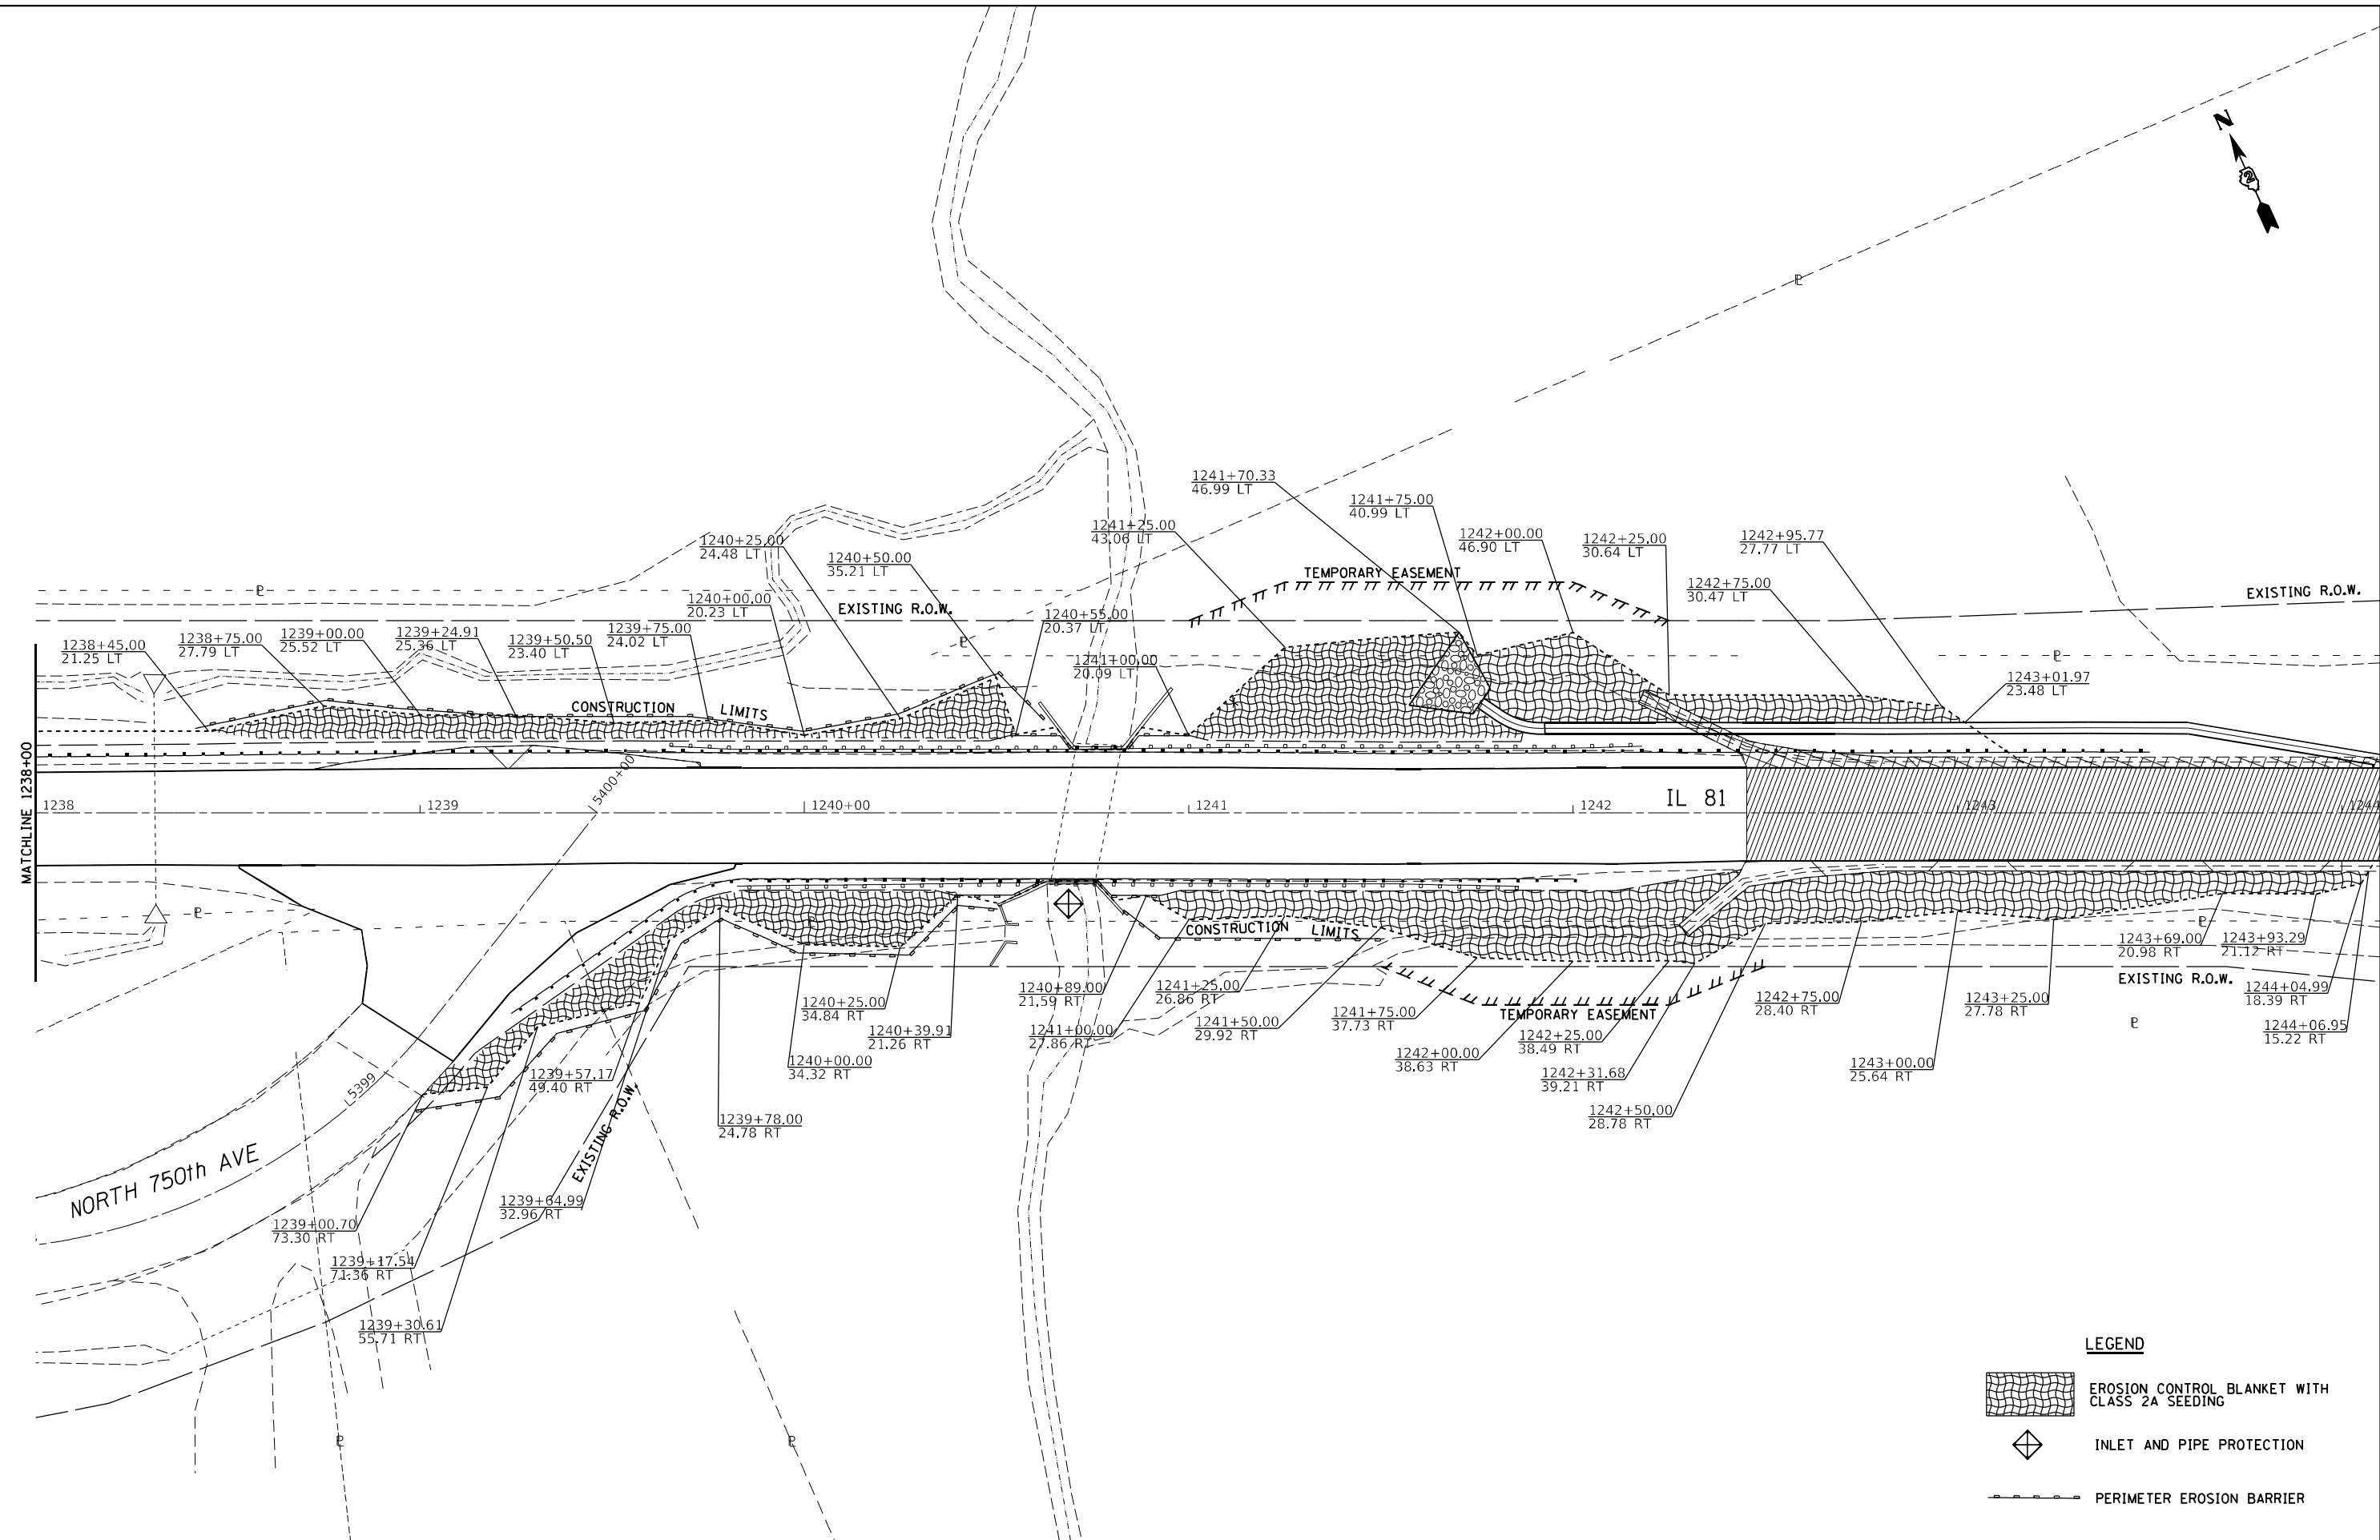 N
2
1241+70.33
46.99 LT
1241+75.00
40.99 LT
1241+25.00
43.06 LT
1242+00.00
46.90 LT
1242+25.00
30.64 LT
1242+95.77
27.77 LT
1240+25.00
24.48 LT
1240+50.00
35.21 LT
TEMPORARY EASEMENT
1242+75.00
30.47 LT
EXISTING R.O.W.
1240+00.00
20.23 LT
EXISTING R.O.W.
1240+55.00
20.37 LT
1238+45.00
21.25 LT
1238+75.00
27.79 LT
1239+00.00
25.52 LT
1239+24.91
25.36 LT
1239+50.50
23.40 LT
1239+75.00
24.02 LT
1241+00.00
20.09 LT
1243+01.97
23.48 LT
CONSTRUCTION LIMITS
MATCHLINE 1238+00
5400+00
1238
1239
1240+00
1241
1242
IL 81
1243
1244
CONSTRUCTION LIMITS
1243+69.00
20.98 RT
1243+93.29
21.12 RT
EXISTING R.O.W.
1244+04.99
18.39 RT
1240+25.00
34.84 RT
1240+89.00
21.59 RT
1241+25.00
26.86 RT
1242+75.00
28.40 RT
1243+25.00
27.78 RT
1240+39.91
21.26 RT
1241+00.00
27.86 RT
1241+50.00
29.92 RT
1241+75.00
37.73 RT
TEMPORARY EASEMENT
1242+25.00
38.49 RT
1244+06.95
15.22 RT
1240+00.00
34.32 RT
1242+00.00
38.63 RT
1243+00.00
25.64 RT
1239+57.17
49.40 RT
1242+31.68
39.21 RT
5399
1239+78.00
24.78 RT
1242+50.00
28.78 RT
EXISTING R.O.W.
NORTH 750th AVE
1239+64.99
32.96 RT
1239+00.70
73.30 RT
1239+17.54
71.36 RT
1239+30.61
55.71 RT
LEGEND
EROSION CONTROL BLANKET WITH
CLASS 2A SEEDING
INLET AND PIPE PROTECTION
PERIMETER EROSION BARRIER